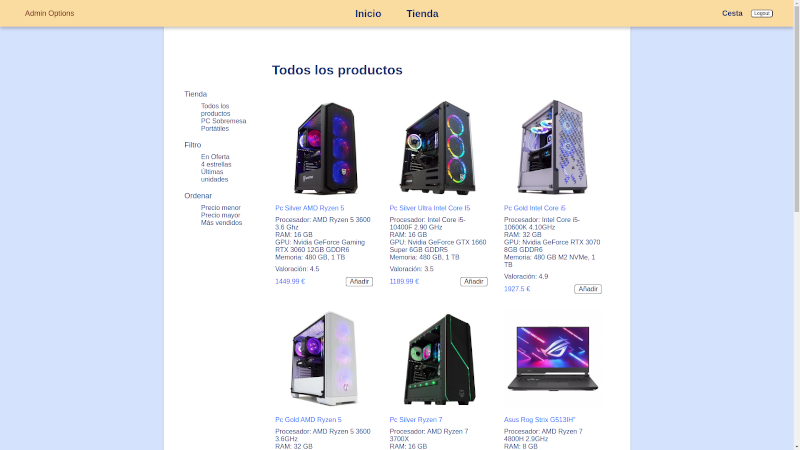 Admin Options
Inicio
Tienda
Cesta
Logout
Todos los productos
Tienda
Todos los
productos
PC Sobremesa
Portátiles
Filtro
En Oferta
4 estrellas
Últimas
unidades
Ordenar
Precio menor
Precio mayor
Más vendidos
Pc Silver AMD Ryzen 5
Procesador: AMD Ryzen 5 3600
3.6 Ghz
RAM: 16 GB
GPU: Nvidia GeForce Gaming
RTX 3060 12GB GDDR6
Memoria: 480 GB, 1 TB
Valoración: 4.5
1449.99 €
Añadir
Pc Silver Ultra Intel Core I5
Procesador: Intel Core i5-
10400F 2.90 GHz
RAM: 16 GB
GPU: Nvidia GeForce GTX 1660
Super 6GB GDDR5
Memoria: 480 GB, 1 TB
Valoración: 3.5
1189.99 €
Añadir
Pc Gold Intel Core i5
Procesador: Intel Core i5-
10600K 4.10GHz
RAM: 32 GB
GPU: Nvidia GeForce RTX 3070
8GB GDDR6
Memoria: 480 GB M2 NVMe, 1
TB
Valoración: 4.9
1927.5 €
Añadir
Pc Gold AMD Ryzen 5
Procesador: AMD Ryzen 5 3600
3.6GHz
RAM: 32 GB
Pc Silver Ryzen 7
Procesador: AMD Ryzen 7
3700X
RAM: 16 GB
Asus Rog Strix G513IH"
Procesador: AMD Ryzen 7
4800H 2.9GHz
RAM: 8 GB